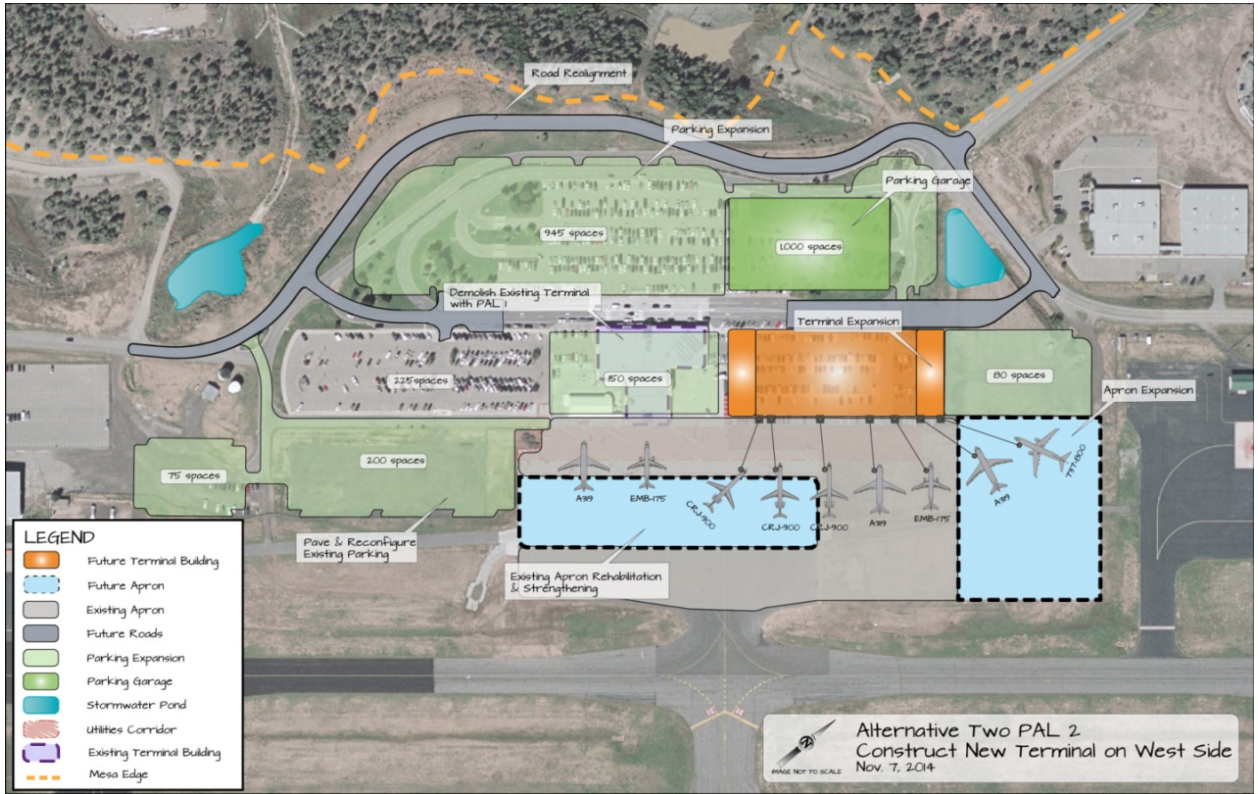 Road Realignment
Parking Expansion
Parking Garage
945 spaces
1,000 spaces
Demolish Existing Terminal
with PAL 1
Terminal Expansion
225 spaces
150 spaces
80 spaces
Apron Expansion
75 spaces
200 spaces
A319
EMB-175
CRJ-900
CRJ-900
CRJ-900
A319
EMB-175
A319
737-800
Pave & Reconfigure
Existing Parking
Existing Apron Rehabilitation
& Strengthening
LEGEND
Future Terminal Building
Future Apron
Existing Apron
Future Roads
Parking Expansion
Parking Garage
Stormwater Pond
Utilities Corridor
Existing Terminal Building
Mesa Edge
N
IMAGE NOT TO SCALE
Alternative Two PAL 2
Construct New Terminal on West Side
Nov. 7, 2014